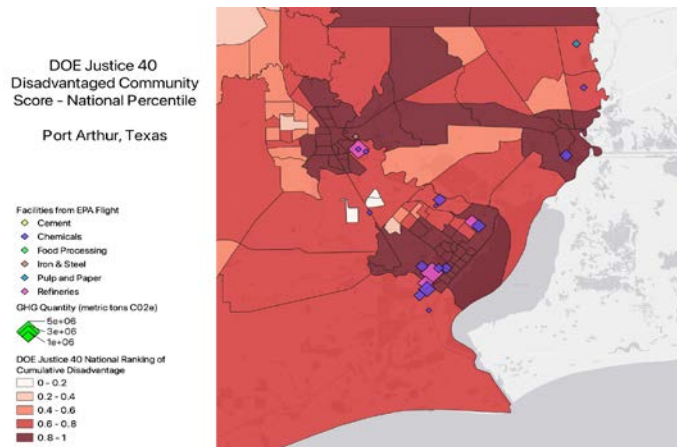 DOE Justice 40
Disadvantaged Community
Score - National Percentile
Port Arthur, Texas
Facilities from EPA Flight
Cement
Chemicals
Food Processing
Iron & Steel
Pulp and Paper
Refineries
GHG Quantity (metric tons C02e)
5e+06
3e+06
1e+06
DOE Justice 40 National Ranking of
Cumulative Disadvantage
0 - 0.2
0.2 - 0.4
0.4 - 0.6
0.6 - 0.8
0.8 - 1